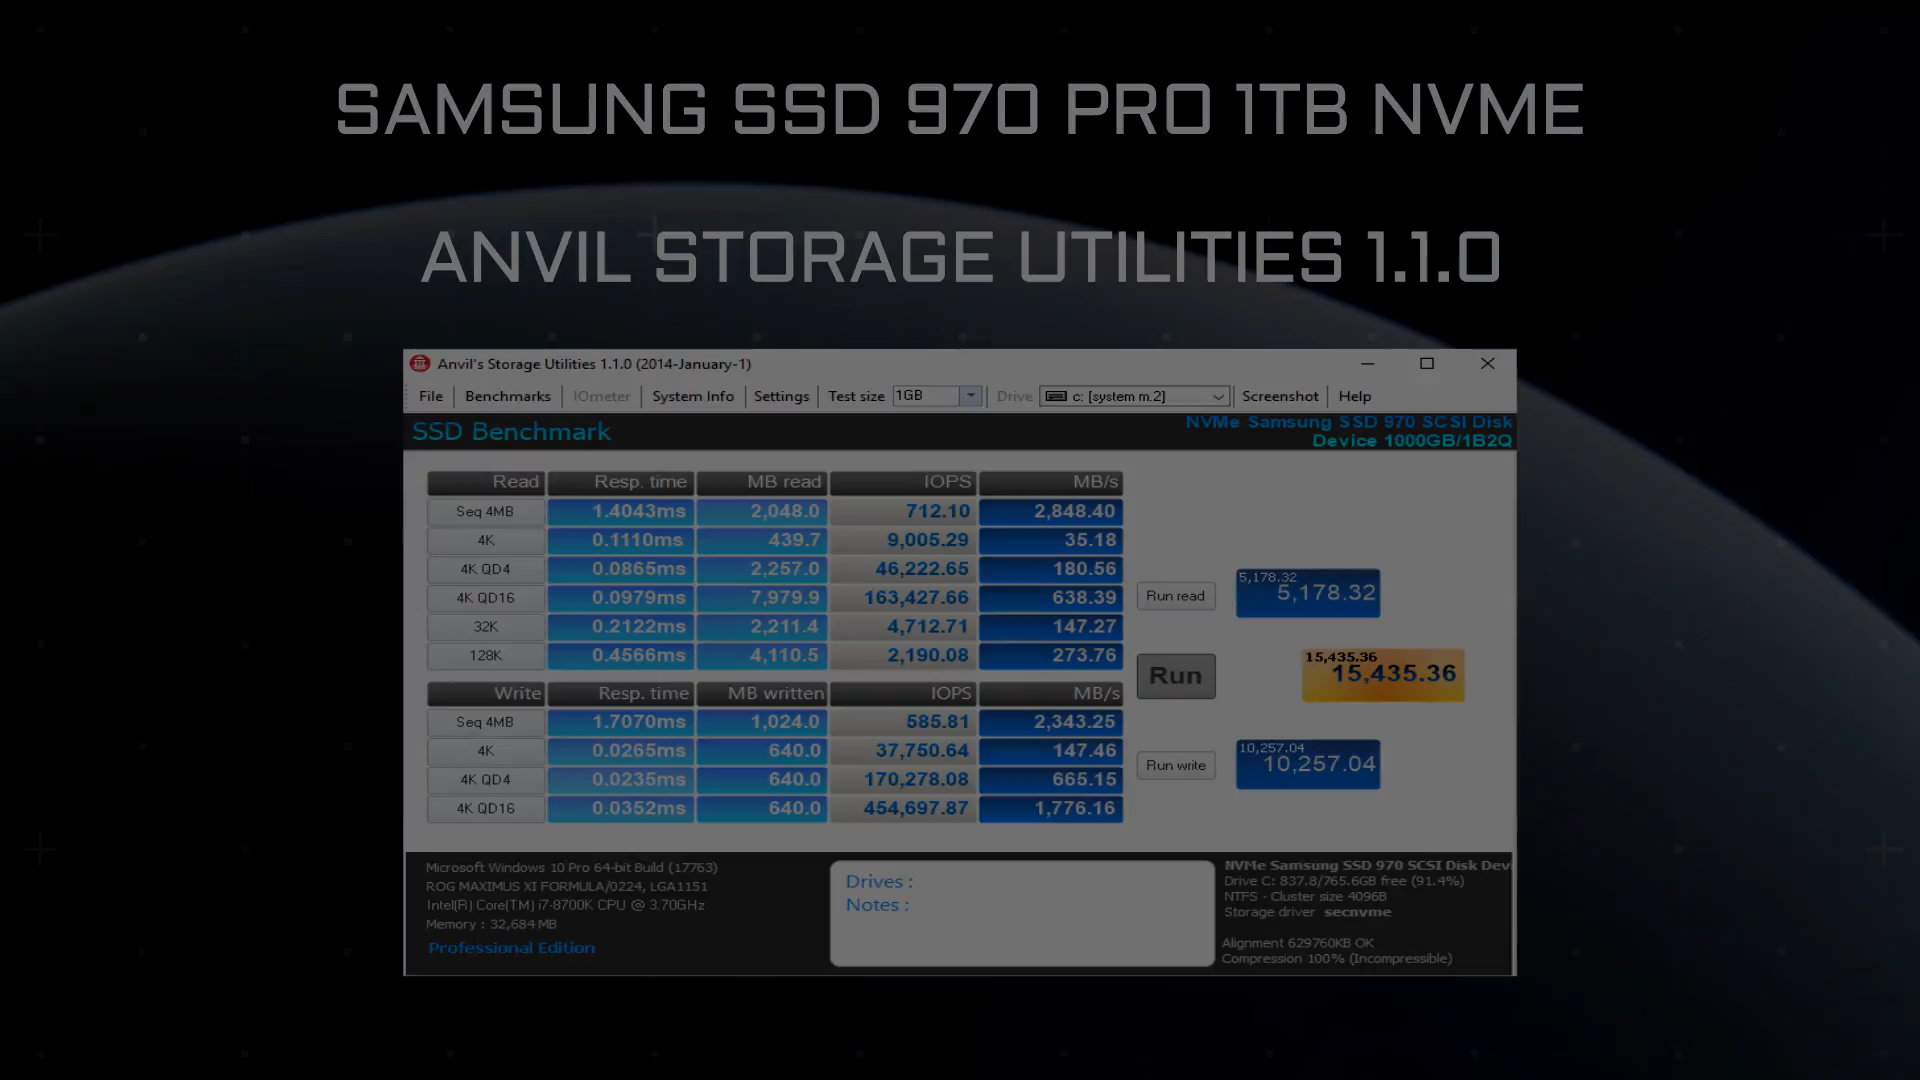 SAMSUNG SSD 970 PRO 1TB NVME
ANVIL STORAGE UTILITIES 1.1.0
Anvil's Storage Utilities 1.1.0 (2014-January-1)
File Benchmarks IOmeter System Info Settings Test size 1GB Drive c: [system m.2] Screenshot Help
SSD Benchmark
NVMe Samsung SSD 970 SCSI Disk
Device 1000GB/1B2Q
Read Resp. time MB read IOPS MB/s
Seq 4MB 1.4043ms 2,048.0 712.10 2,848.40
4K 0.1110ms 439.7 9,005.29 35.18
4K QD4 0.0865ms 2,257.0 46,222.65 180.56
4K QD16 0.0979ms 7,979.9 163,427.66 638.39
32K 0.2122ms 2,211.4 4,712.71 147.27
128K 0.4566ms 4,110.5 2,190.08 273.76
Run read
5,178.32
5,178.32
Run
15,435.36
15,435.36
Write Resp. time MB written IOPS MB/s
Seq 4MB 1.7070ms 1,024.0 585.81 2,343.25
4K 0.0265ms 640.0 37,750.64 147.46
4K QD4 0.0235ms 640.0 170,278.08 665.15
4K QD16 0.0352ms 640.0 454,697.87 1,776.16
Run write
10,257.04
10,257.04
Microsoft Windows 10 Pro 64-bit Build (17763)
ROG MAXIMUS XI FORMULA/0224, LGA1151
Intel(R) Core(TM) i7-8700K CPU @ 3.70GHz
Memory : 32,684 MB
Professional Edition
Drives :
Notes :
NVMe Samsung SSD 970 SCSI Disk Devi
Drive C: 837.8/765.6GB free (91.4%)
NTFS - Cluster size 4096B
Storage driver secnvme
Alignment 629760KB OK
Compression 100% (Incompressible)